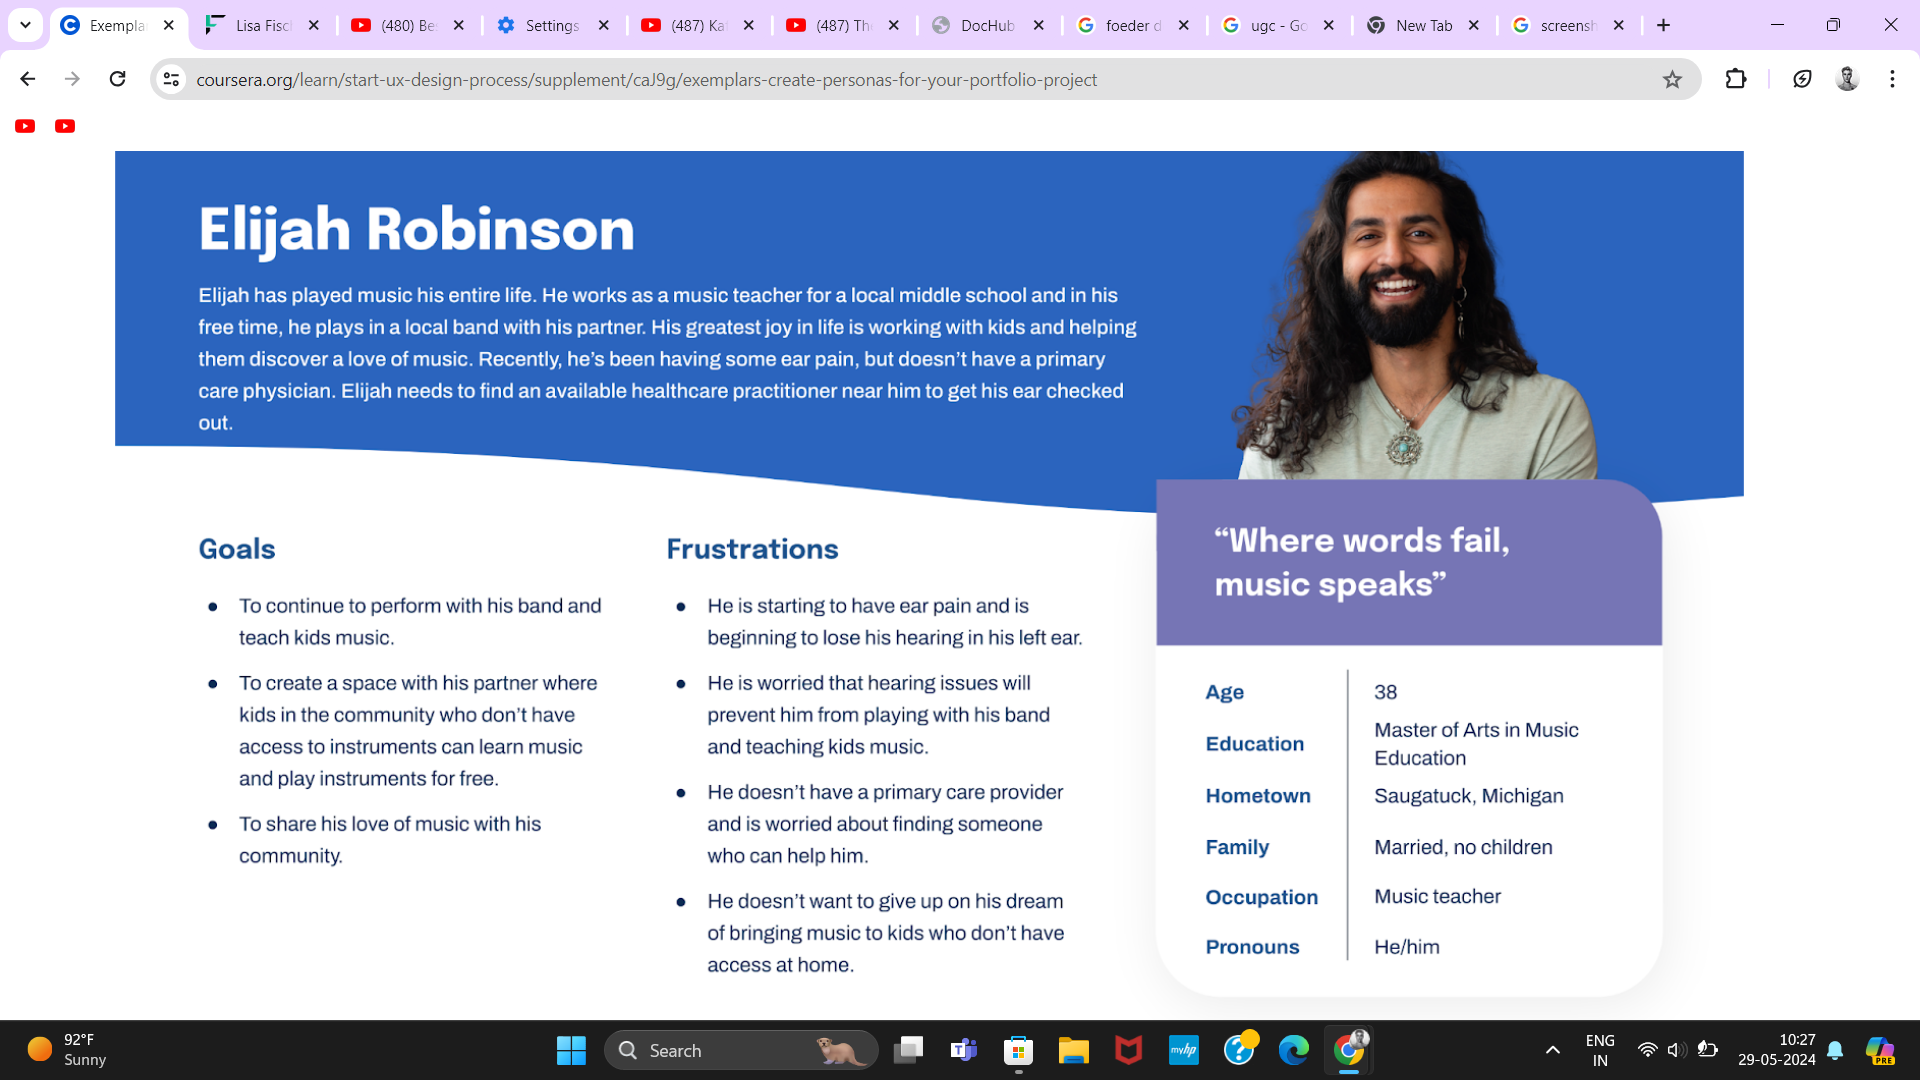 Exemplar
Lisa Fisch
(480) Be
Settings
(487) Ka
(487) Th
DocHub
foeder d
ugc - Go
New Tab
screensh
coursera.org/learn/start-ux-design-process/supplement/caJ9g/exemplars-create-personas-for-your-portfolio-project
Elijah Robinson
Elijah has played music his entire life. He works as a music teacher for a local middle school and in his
free time, he plays in a local band with his partner. His greatest joy in life is working with kids and helping
them discover a love of music. Recently, he's been having some ear pain, but doesn't have a primary
care physician. Elijah needs to find an available healthcare practitioner near him to get his ear checked
out.
Goals
• To continue to perform with his band and
teach kids music.
• To create a space with his partner where
kids in the community who don't have
access to instruments can learn music
and play instruments for free.
• To share his love of music with his
community.
Frustrations
• He is starting to have ear pain and is
beginning to lose his hearing in his left ear.
• He is worried that hearing issues will
prevent him from playing with his band
and teaching kids music.
• He doesn't have a primary care provider
and is worried about finding someone
who can help him.
• He doesn't want to give up on his dream
of bringing music to kids who don't have
access at home.
“Where words fail,
music speaks”
Age 38
Education Master of Arts in Music
Education
Hometown Saugatuck, Michigan
Family Married, no children
Occupation Music teacher
Pronouns He/him
92°F
Sunny
Search
myhp
ENG
IN
10:27
29-05-2024
PRE